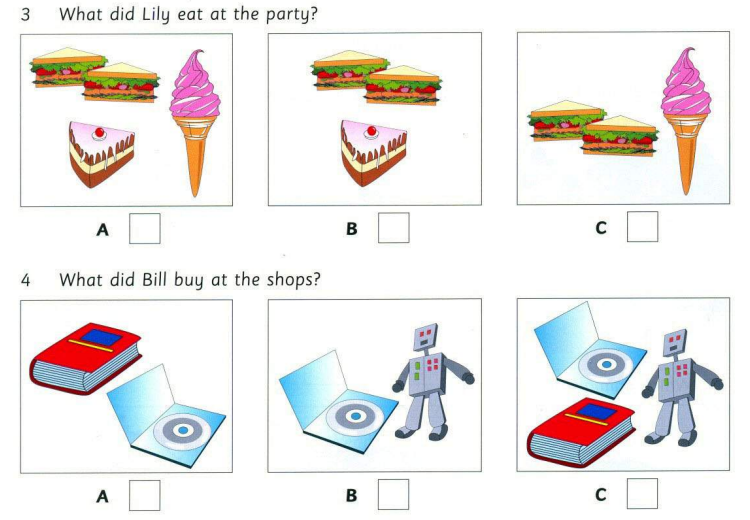 3 What did Lily eat at the party?
A B C
4 What did Bill buy at the shops?
A B C